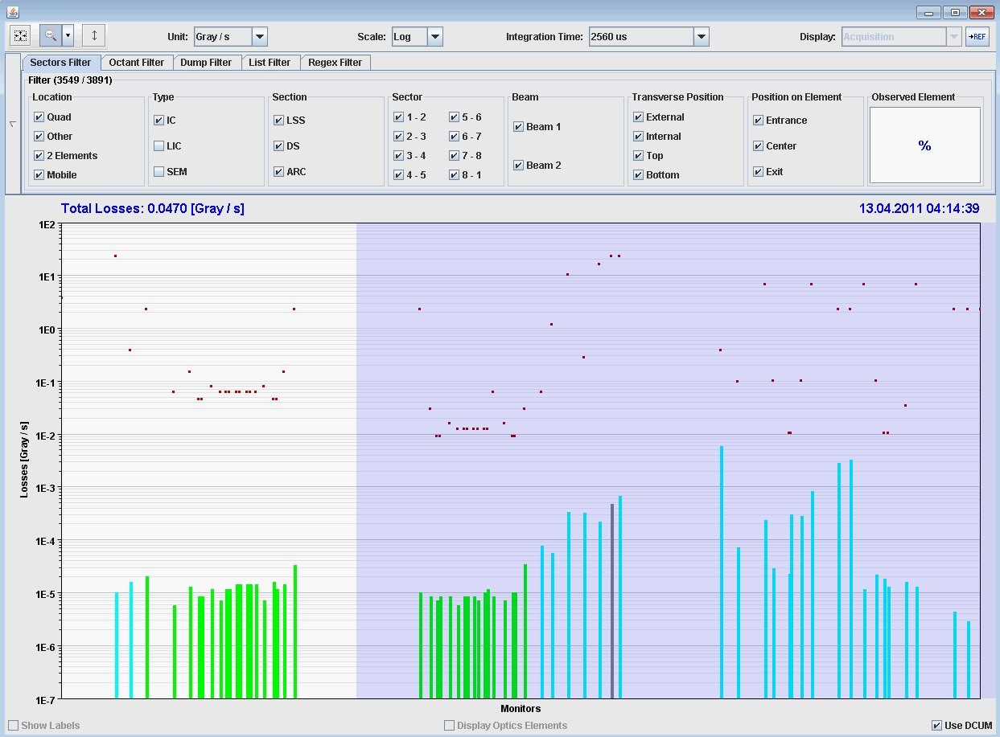 Unit: Gray / s Scale: Log Integration Time: 2560 us Display: Acquisition REF
Sectors Filter Octant Filter Dump Filter List Filter Regex Filter
Filter (3549 / 3891)
Location Type Section Sector Beam Transverse Position Position on Element Observed Element
Quad IC LSS 1 - 2 5 - 6 Beam 1 External Entrance
Other LIC DS 2 - 3 6 - 7 Internal Center %
2 Elements SEM ARC 3 - 4 7 - 8 Beam 2 Top Exit
Mobile 4 - 5 8 - 1 Bottom
Total Losses: 0.0470 [Gray / s] 13.04.2011 04:14:39
1E2
1E1
1E0
1E-1
1E-2
1E-3
1E-4
1E-5
1E-6
1E-7
Losses [Gray / s]
Monitors
Show Labels Display Optics Elements Use DCUM